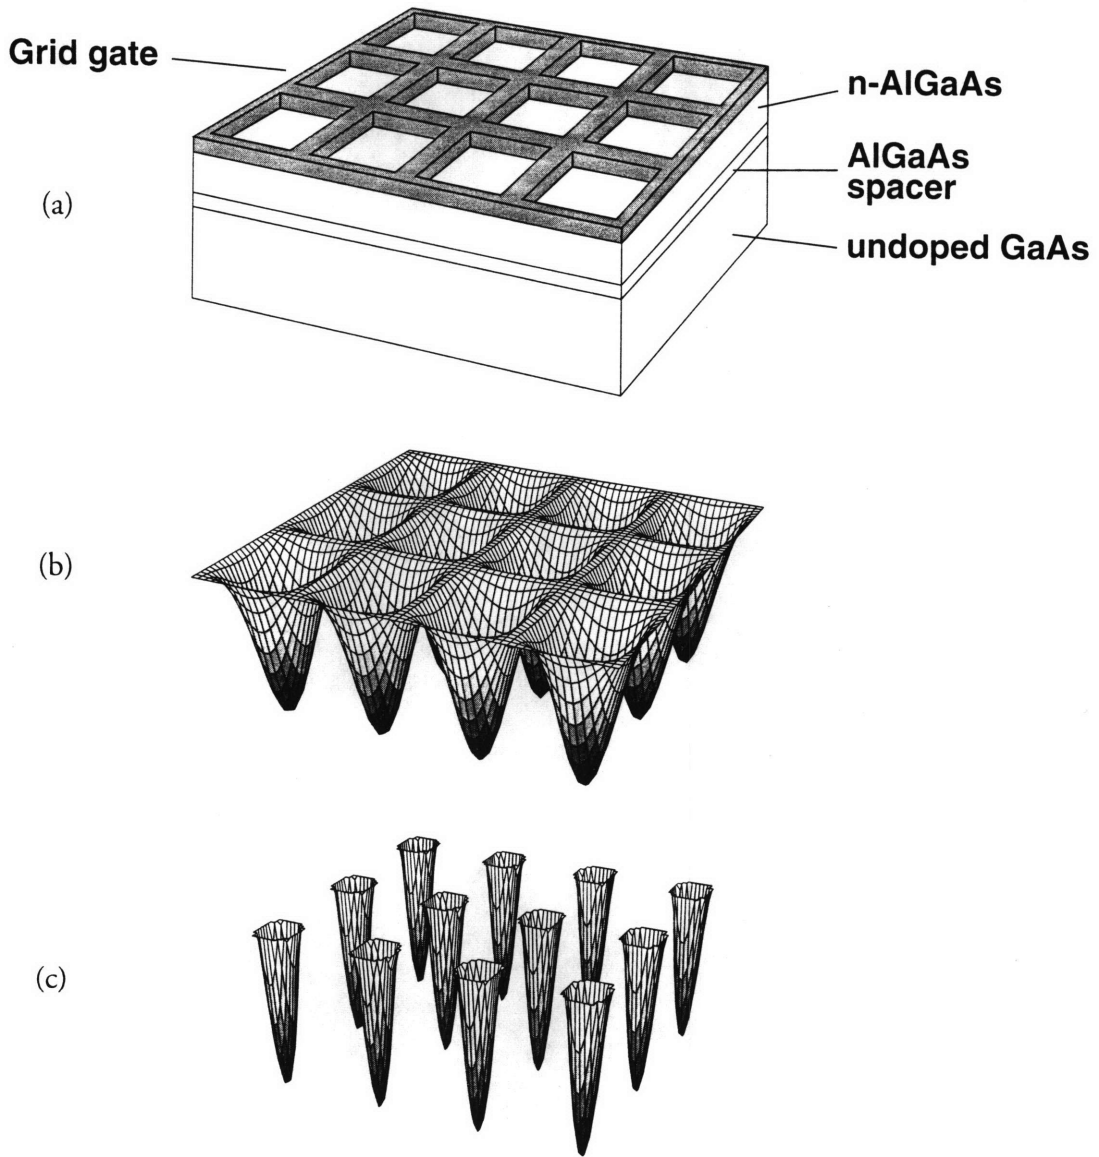 Grid gate
n-AlGaAs
AlGaAs
spacer
(a)
undoped GaAs
(b)
(c)